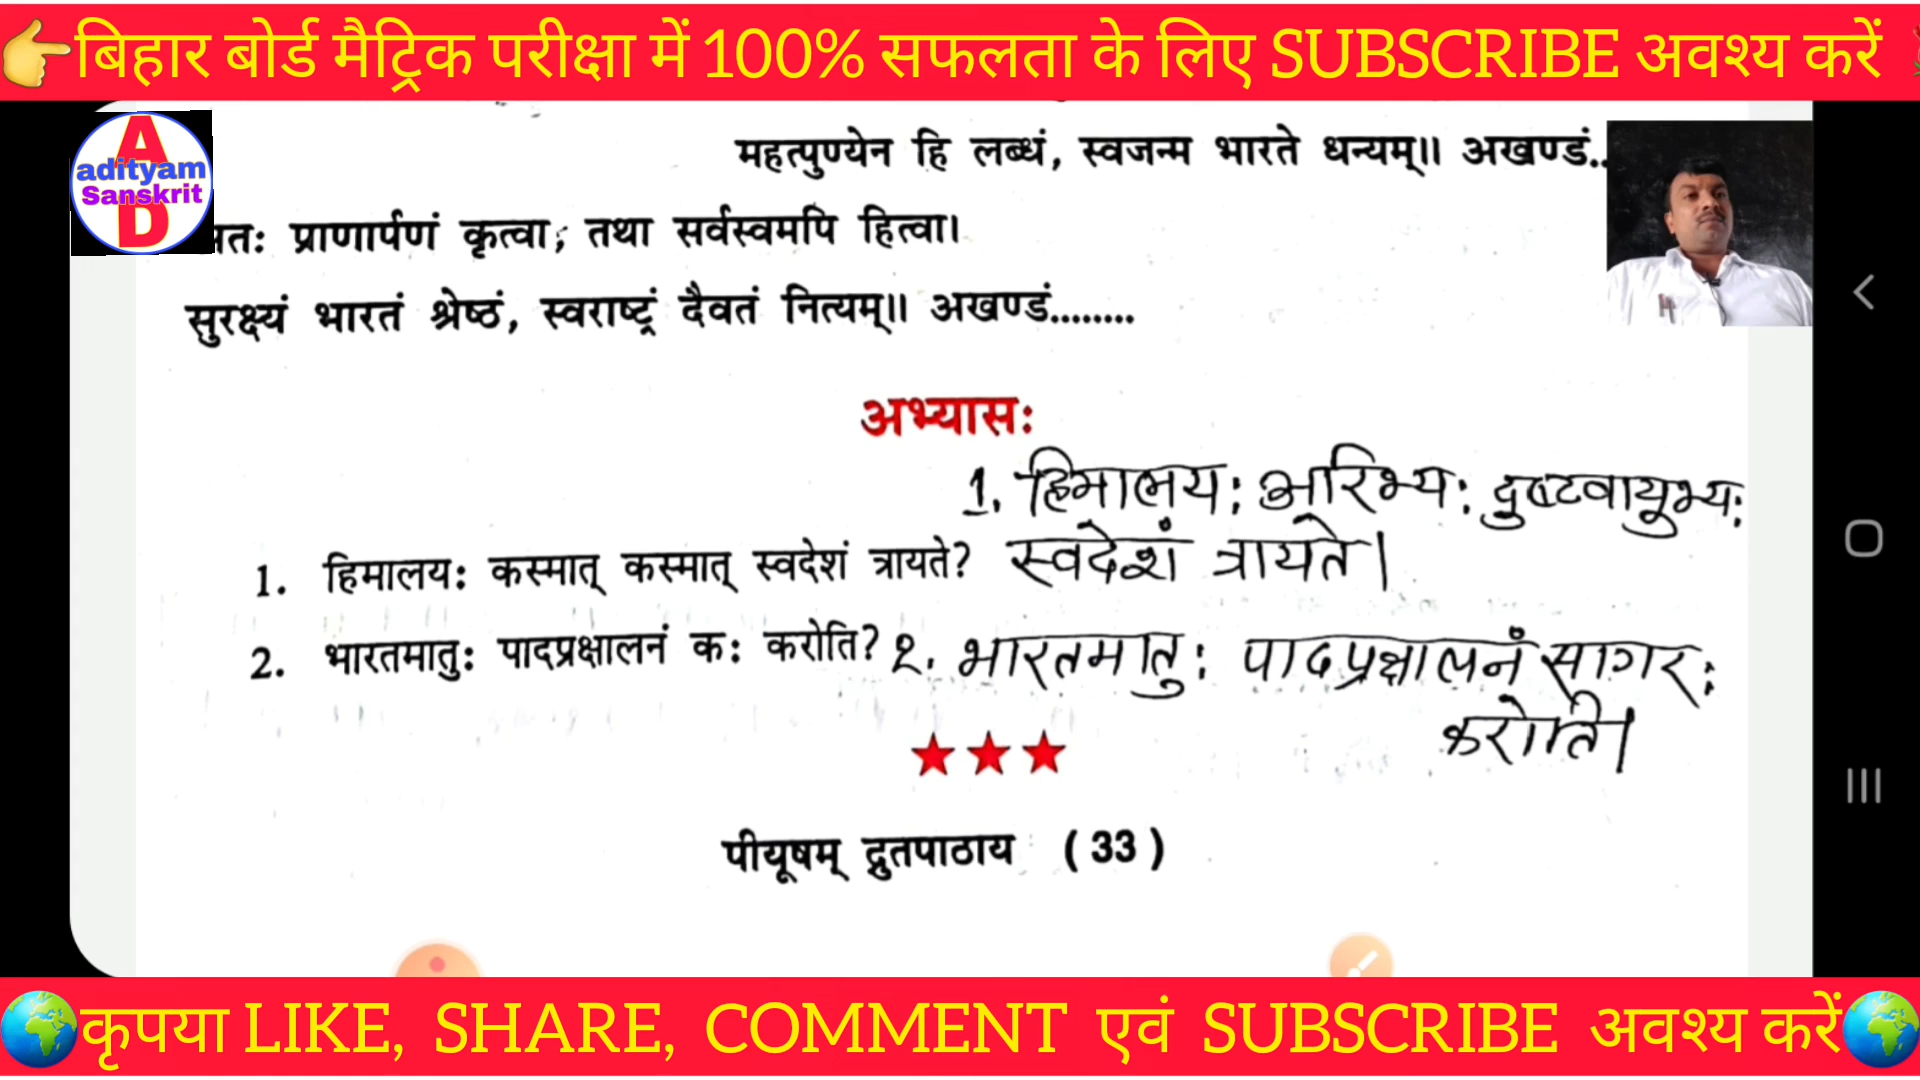 👉बिहार बोर्ड मैट्रिक परीक्षा में 100% सफलता के लिए SUBSCRIBE अवश्य करें
A
adityam
Sanskrit
D
महत्पुण्येन हि लब्धं, स्वजन्म भारते धन्यम्॥ अखण्डं..
प्राणार्पणं कृत्वा, तथा सर्वस्वमपि हित्वा।
सुरक्ष्यं भारतं श्रेष्ठं, स्वराष्ट्रं दैवतं नित्यम्॥ अखण्डं........
अभ्यासः
1. हिमालयः अरिभ्यः दुष्टवायुभ्यः
1. हिमालयः कस्मात् कस्मात् स्वदेशं त्रायते? स्वदेशं त्रायते।
2. भारतमातुः पादप्रक्षालनं कः करोति? २. भारतमातुः पादप्रक्षालनं सागरः
करोति।
★★★
पीयूषम् द्रुतपाठाय (33)
🌍कृपया LIKE, SHARE, COMMENT एवं SUBSCRIBE अवश्य करें🌍